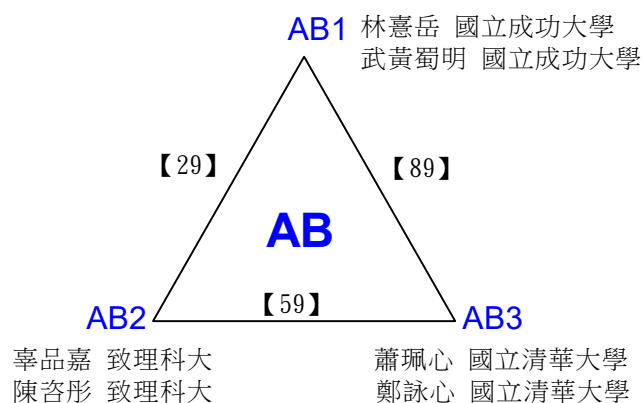 AB1
林憙岳 國立成功大學
武黃蜀明 國立成功大學
【29】
【89】
AB
【59】
AB2
AB3
辜品嘉 致理科大
陳咨彤 致理科大
蕭珮心 國立清華大學
鄭詠心 國立清華大學